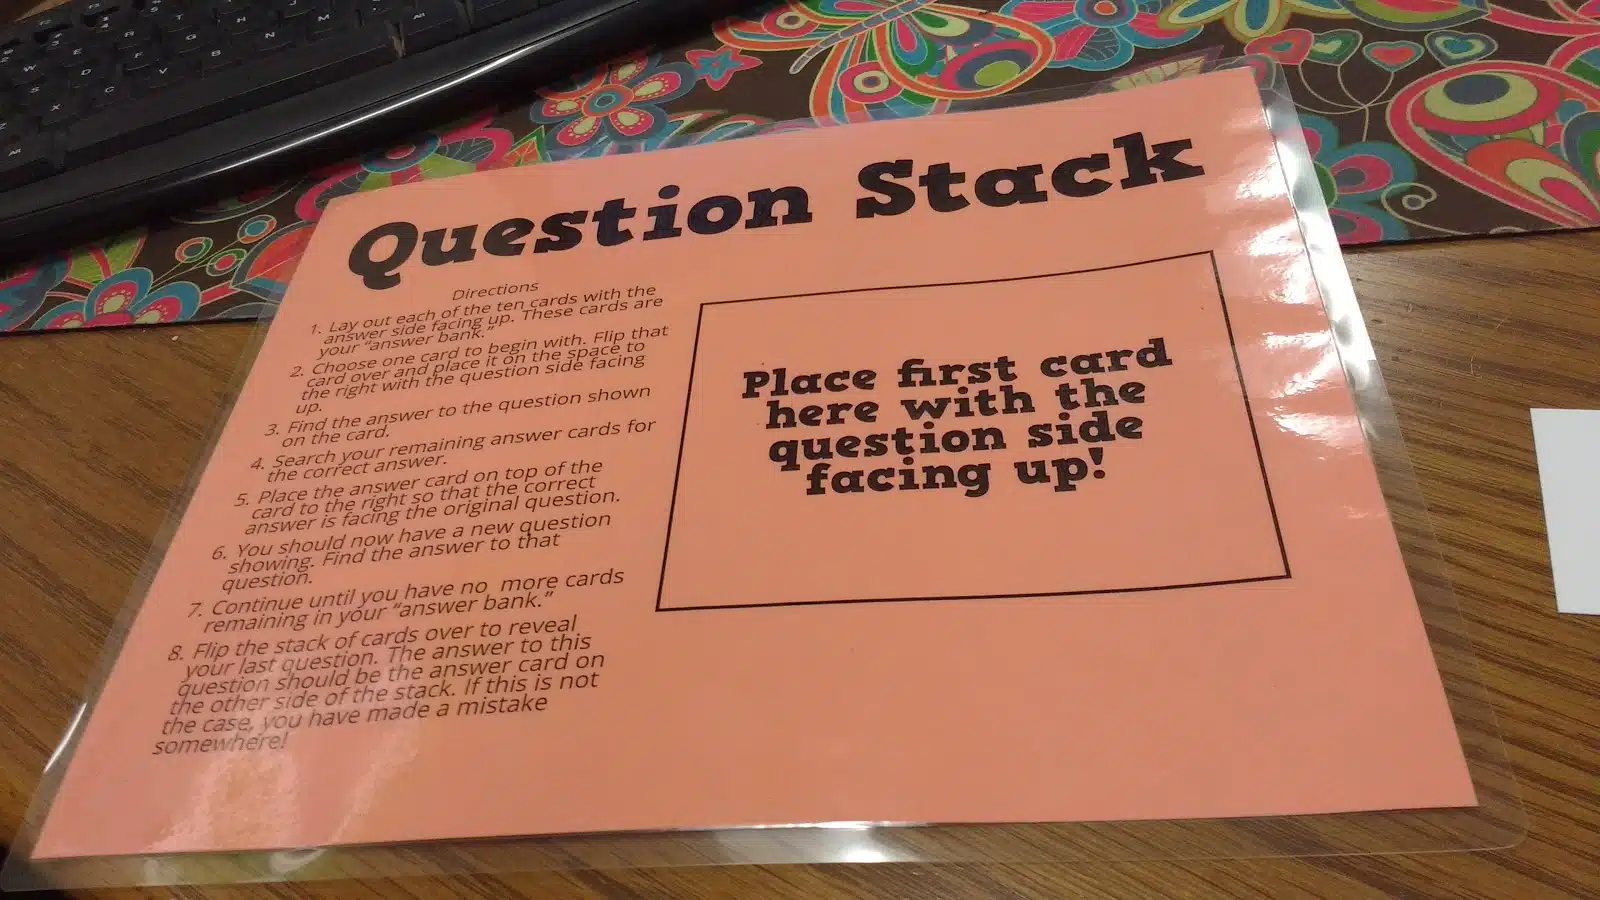 Question Stack
Directions
1. Lay out each of the ten cards with the
answer side facing up. These cards are
your “answer bank.”
2. Choose one card to begin with. Flip that
card over and place it on the space to
the right with the question side facing
up.
3. Find the answer to the question shown
on the card.
4. Search your remaining answer cards for
the correct answer.
5. Place the answer card on top of the
card to the right so that the correct
answer is facing the original question.
6. You should now have a new question
showing. Find the answer to that
question.
7. Continue until you have no more cards
remaining in your “answer bank.”
8. Flip the stack of cards over to reveal
your last question. The answer to this
question should be the answer card on
the other side of the stack. If this is not
the case, you have made a mistake
somewhere!
Place first card
here with the
question side
facing up!